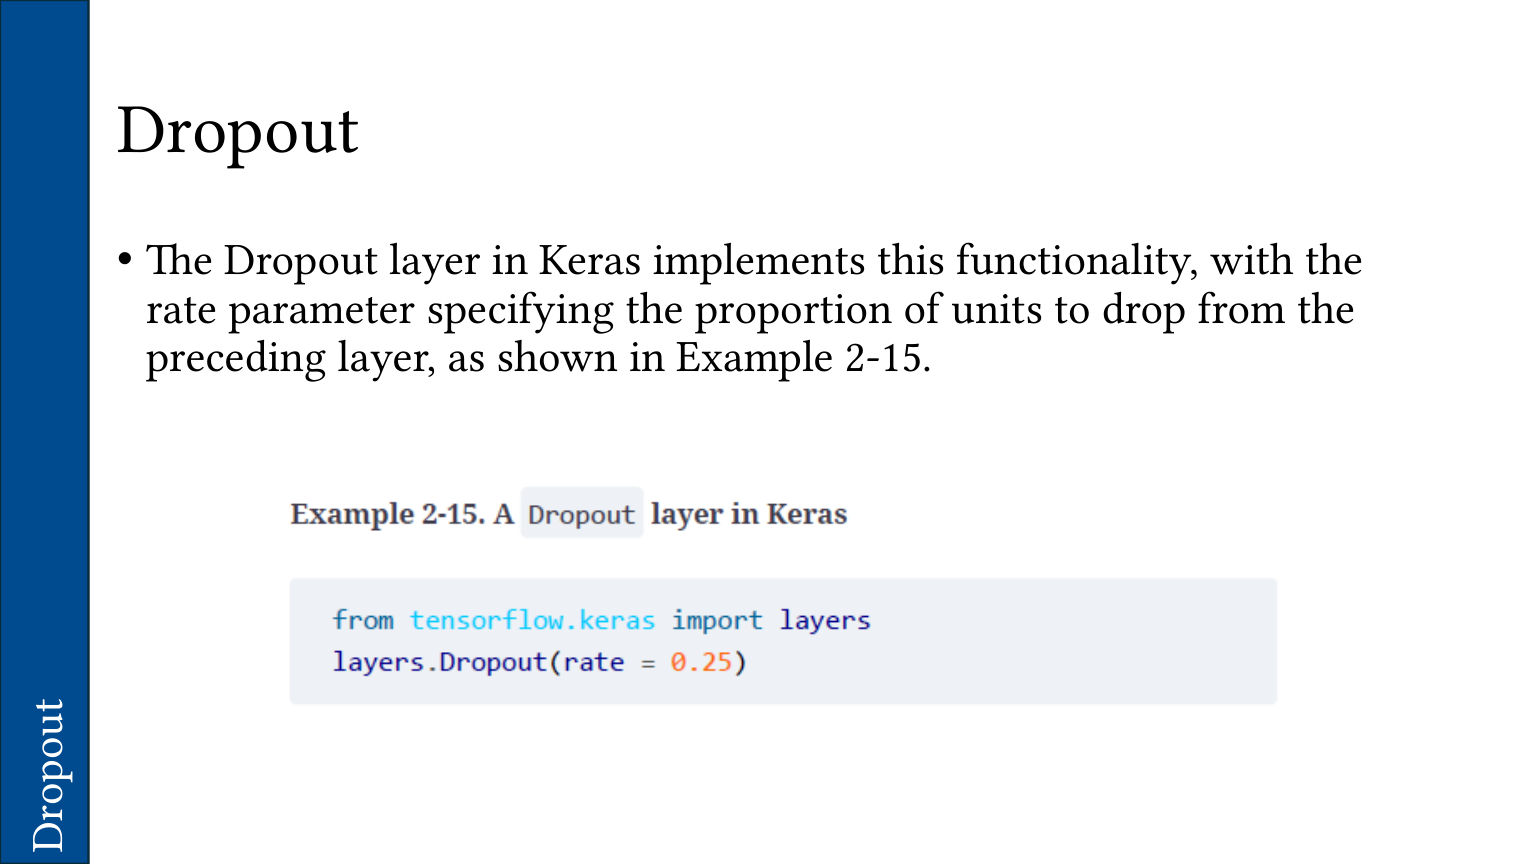 Dropout
• The Dropout layer in Keras implements this functionality, with the
rate parameter specifying the proportion of units to drop from the
preceding layer, as shown in Example 2-15.
Example 2-15. A Dropout layer in Keras
from tensorflow.keras import layers
layers.Dropout(rate = 0.25)
Dropout